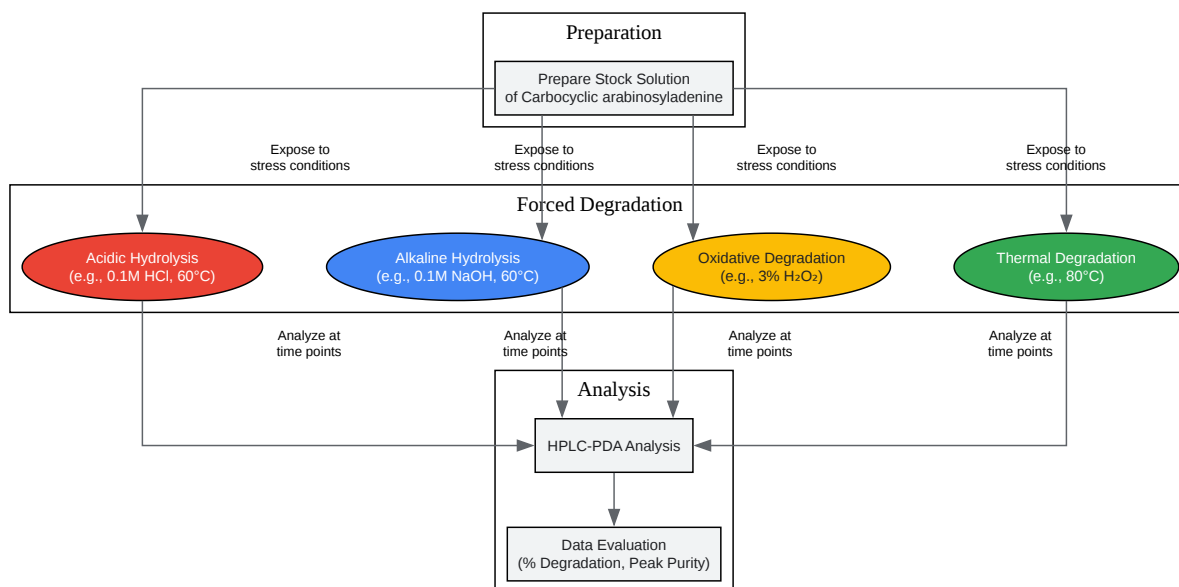 Preparation
Prepare Stock Solution
of Carbocyclic arabinosyladenine
Expose to
stress conditions
Expose to
stress conditions
Expose to
stress conditions
Expose to
stress conditions
Forced Degradation
Acidic Hydrolysis
(e.g., 0.1M HCl, 60°C)
Alkaline Hydrolysis
(e.g., 0.1M NaOH, 60°C)
Oxidative Degradation
(e.g., 3% H₂O₂)
Thermal Degradation
(e.g., 80°C)
Analyze at
time points
Analyze at
time points
Analyze at
time points
Analyze at
time points
Analysis
HPLC-PDA Analysis
Data Evaluation
(% Degradation, Peak Purity)